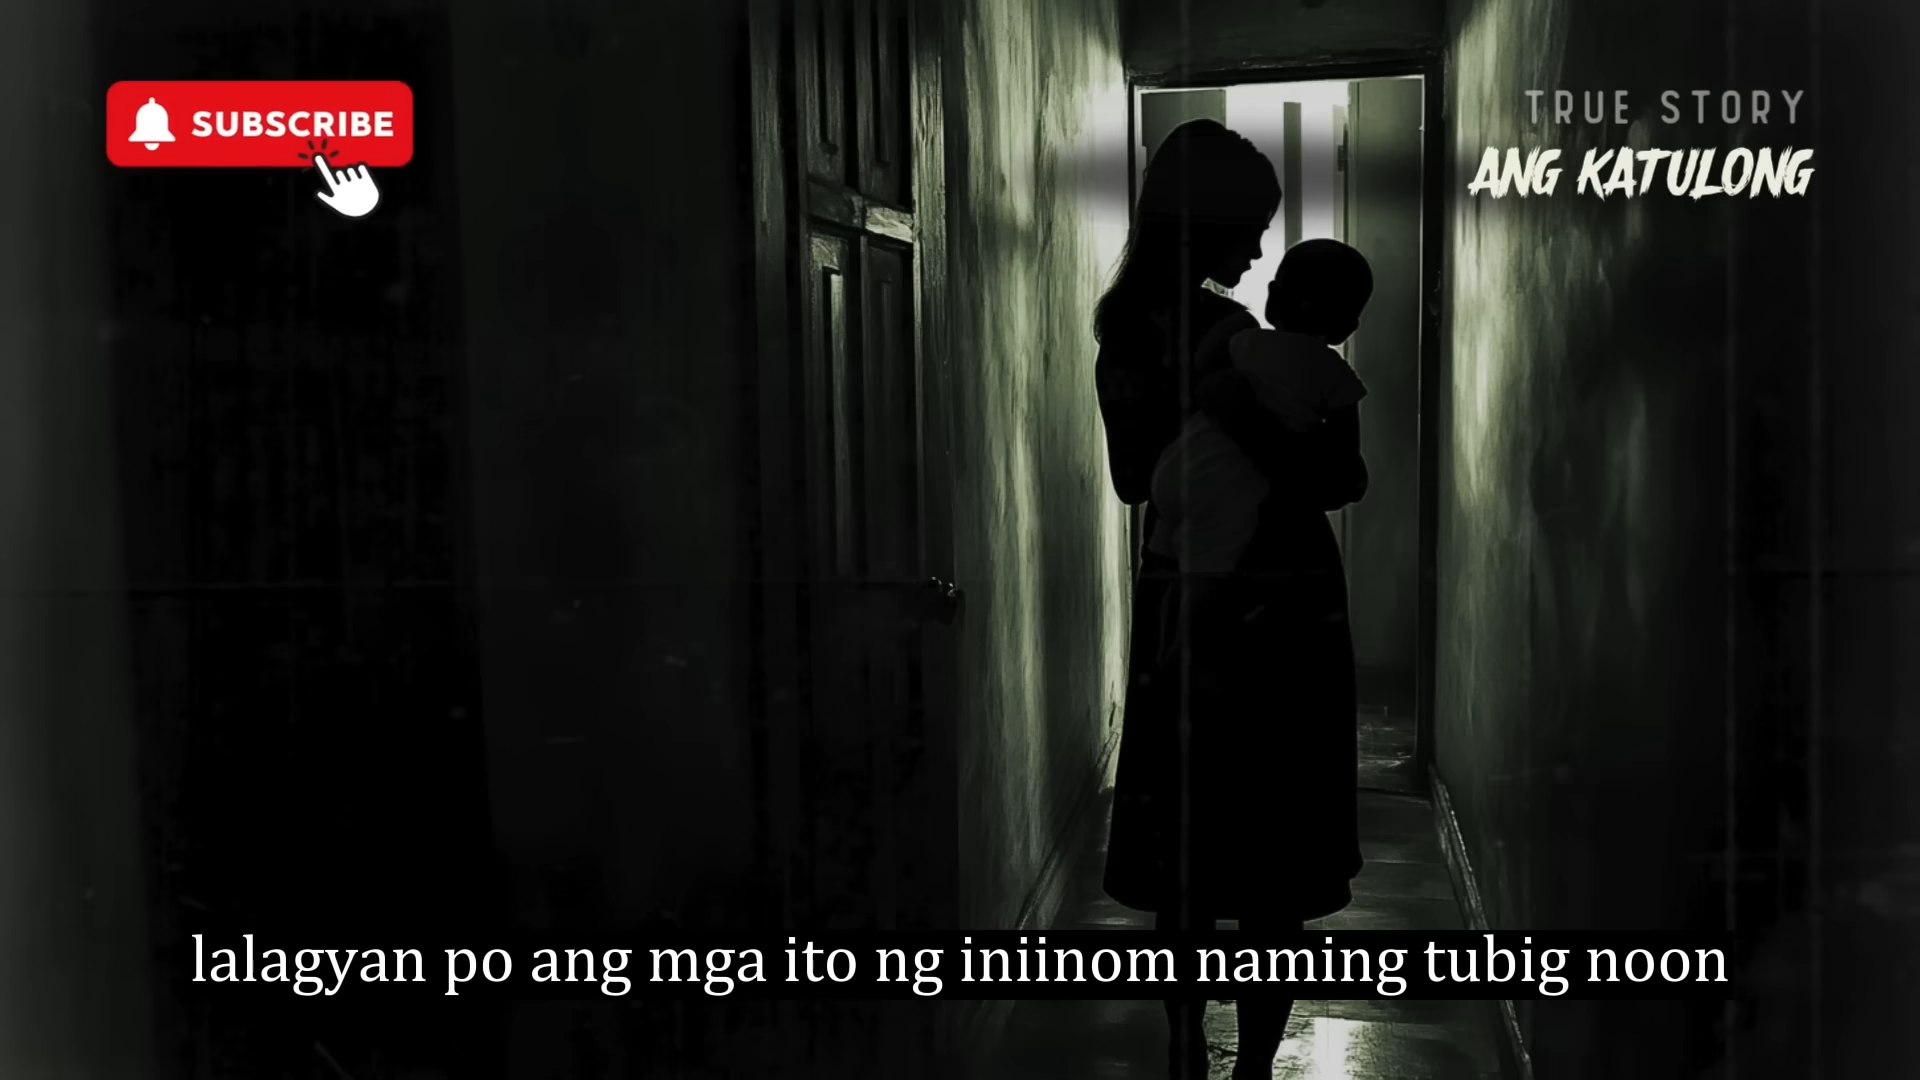 SUBSCRIBE
TRUE STORY
ANG KATULONG
lalagyan po ang mga ito ng iniinom naming tubig noon